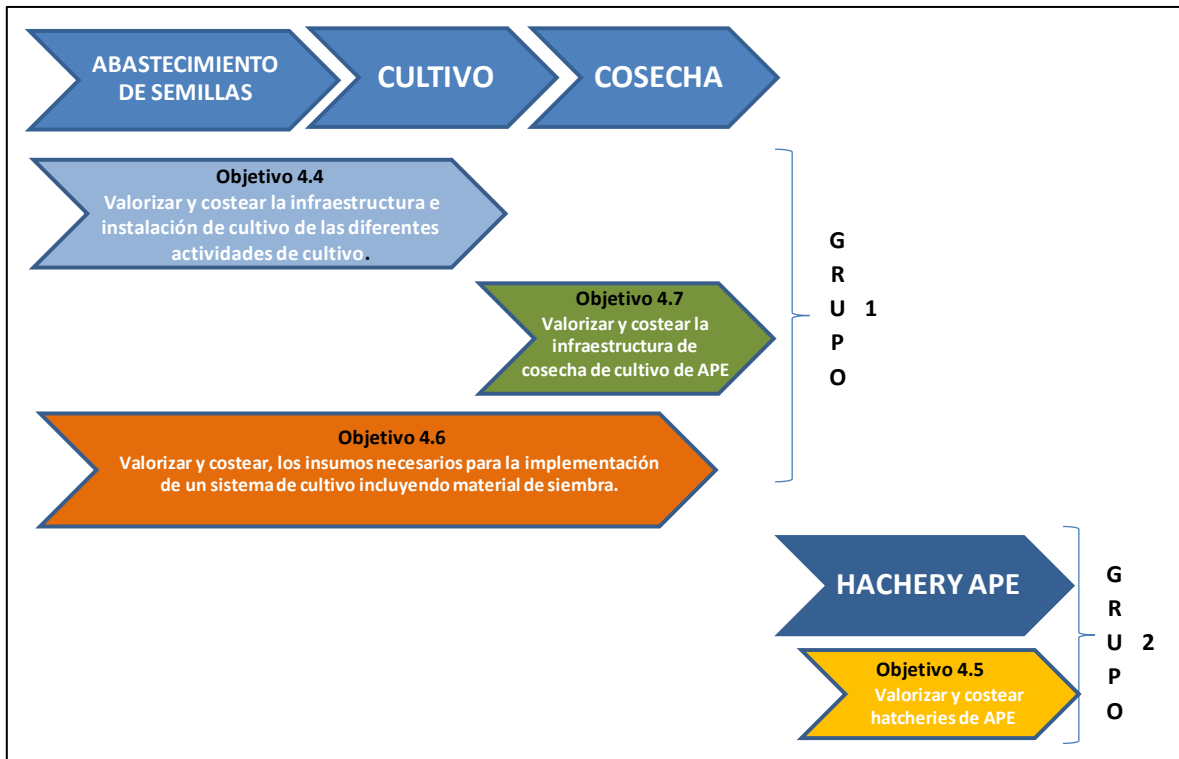 ABASTECIMIENTO
DE SEMILLAS
CULTIVO
COSECHA
Objetivo 4.4
Valorizar y costear la infraestructura e
instalación de cultivo de las diferentes
actividades de cultivo.
Objetivo 4.7
Valorizar y costear la
infraestructura de
cosecha de cultivo de APE
Objetivo 4.6
Valorizar y costear, los insumos necesarios para la implementación
de un sistema de cultivo incluyendo material de siembra.
G
R
U 1
P
O
HACHERY APE
Objetivo 4.5
Valorizar y costear
hatcheries de APE
G
R
U 2
P
O